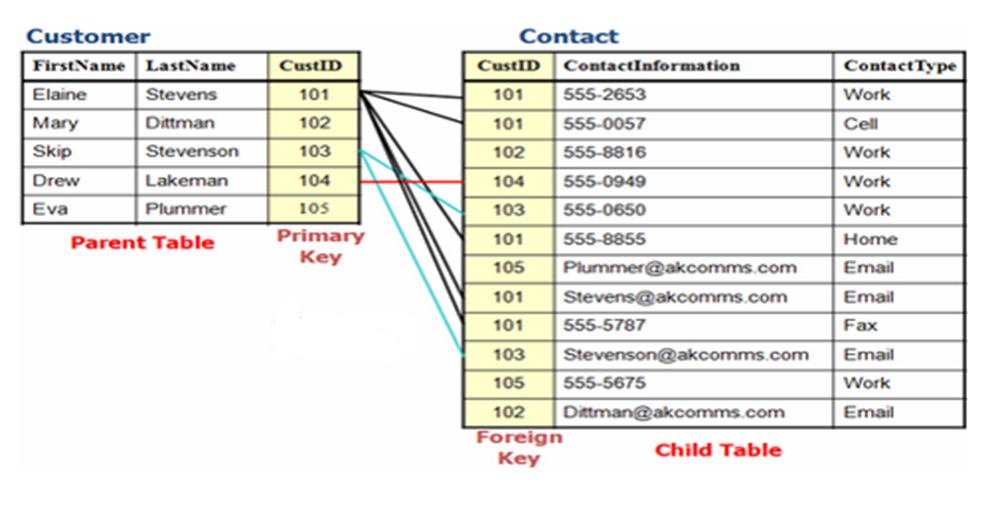 Customer
FirstName LastName CustID
Elaine Stevens 101
Mary Dittman 102
Skip Stevenson 103
Drew Lakeman 104
Eva Plummer 105
Parent Table
Primary
Key
Contact
CustID ContactInformation ContactType
101 555-2653 Work
101 555-0057 Cell
102 555-8816 Work
104 555-0949 Work
103 555-0650 Work
101 555-8855 Home
105 Plummer@akcomms.com Email
101 Stevens@akcomms.com Email
101 555-5787 Fax
103 Stevenson@akcomms.com Email
105 555-5675 Work
102 Dittman@akcomms.com Email
Foreign
Key
Child Table